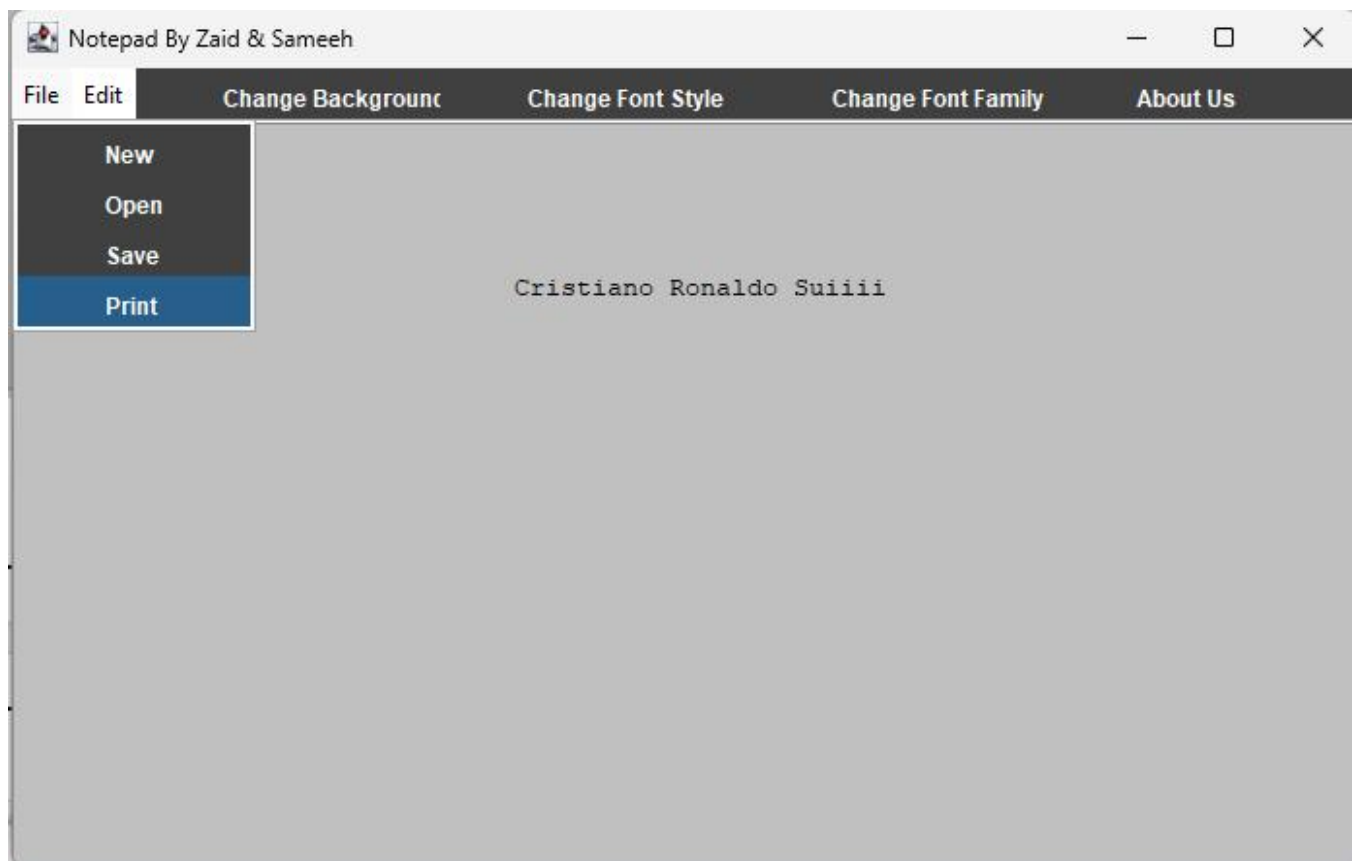 Notepad By Zaid & Sameeh
File Edit Change Background Change Font Style Change Font Family About Us
New
Open
Save
Print
Cristiano Ronaldo Suiiii